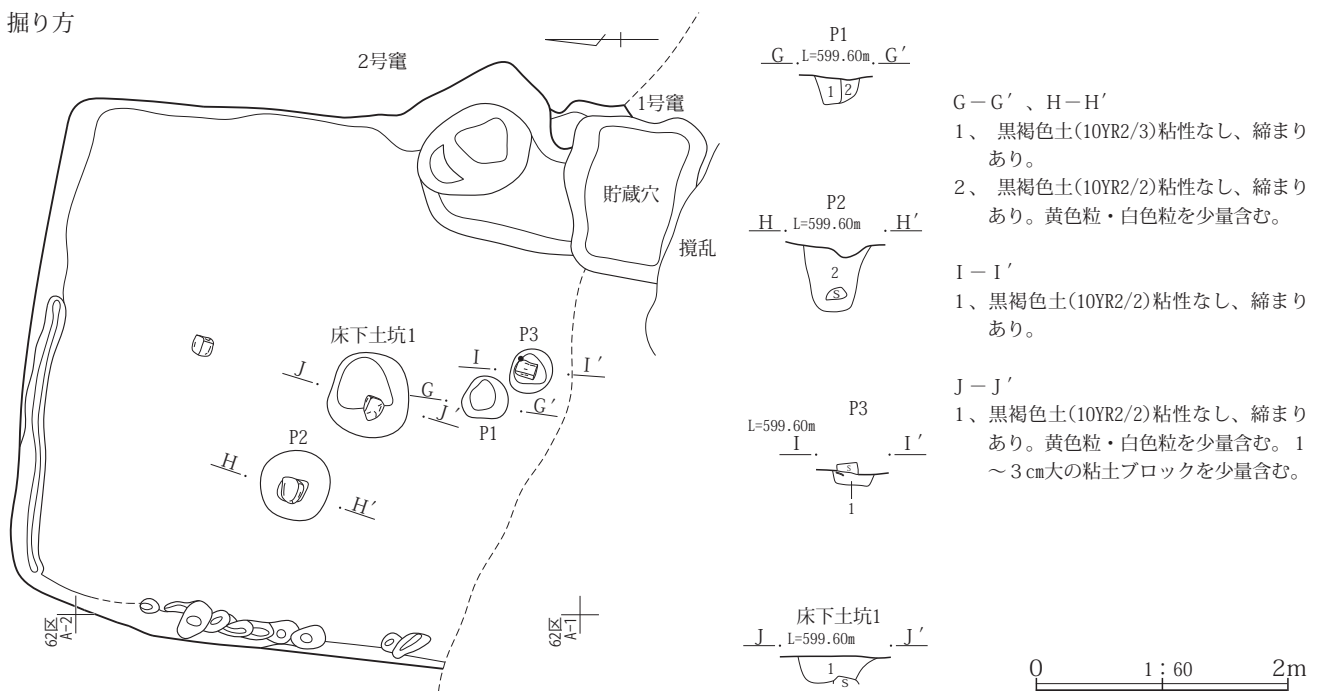 掘り方
2号竃
1号竃
貯蔵穴
撹乱
床下土坑1
P3
I
I′
J
G
J′
G′
P1
P2
H
H′
62区
A-2
62区
A-1
P1
G L=599.60m G′
1 2
P2
H L=599.60m H′
2
S
P3
L=599.60m
I I′
S
1
床下土坑1
J L=599.60m J′
1
S
G－G′、H－H′
1、 黒褐色土(10YR2/3)粘性なし、締まり
あり。
2、 黒褐色土(10YR2/2)粘性なし、締まり
あり。黄色粒・白色粒を少量含む。
I－I′
1、黒褐色土(10YR2/2)粘性なし、締まり
あり。
J－J′
1、黒褐色土(10YR2/2)粘性なし、締まり
あり。黄色粒・白色粒を少量含む。1
～3㎝大の粘土ブロックを少量含む。
0 1：60 2m